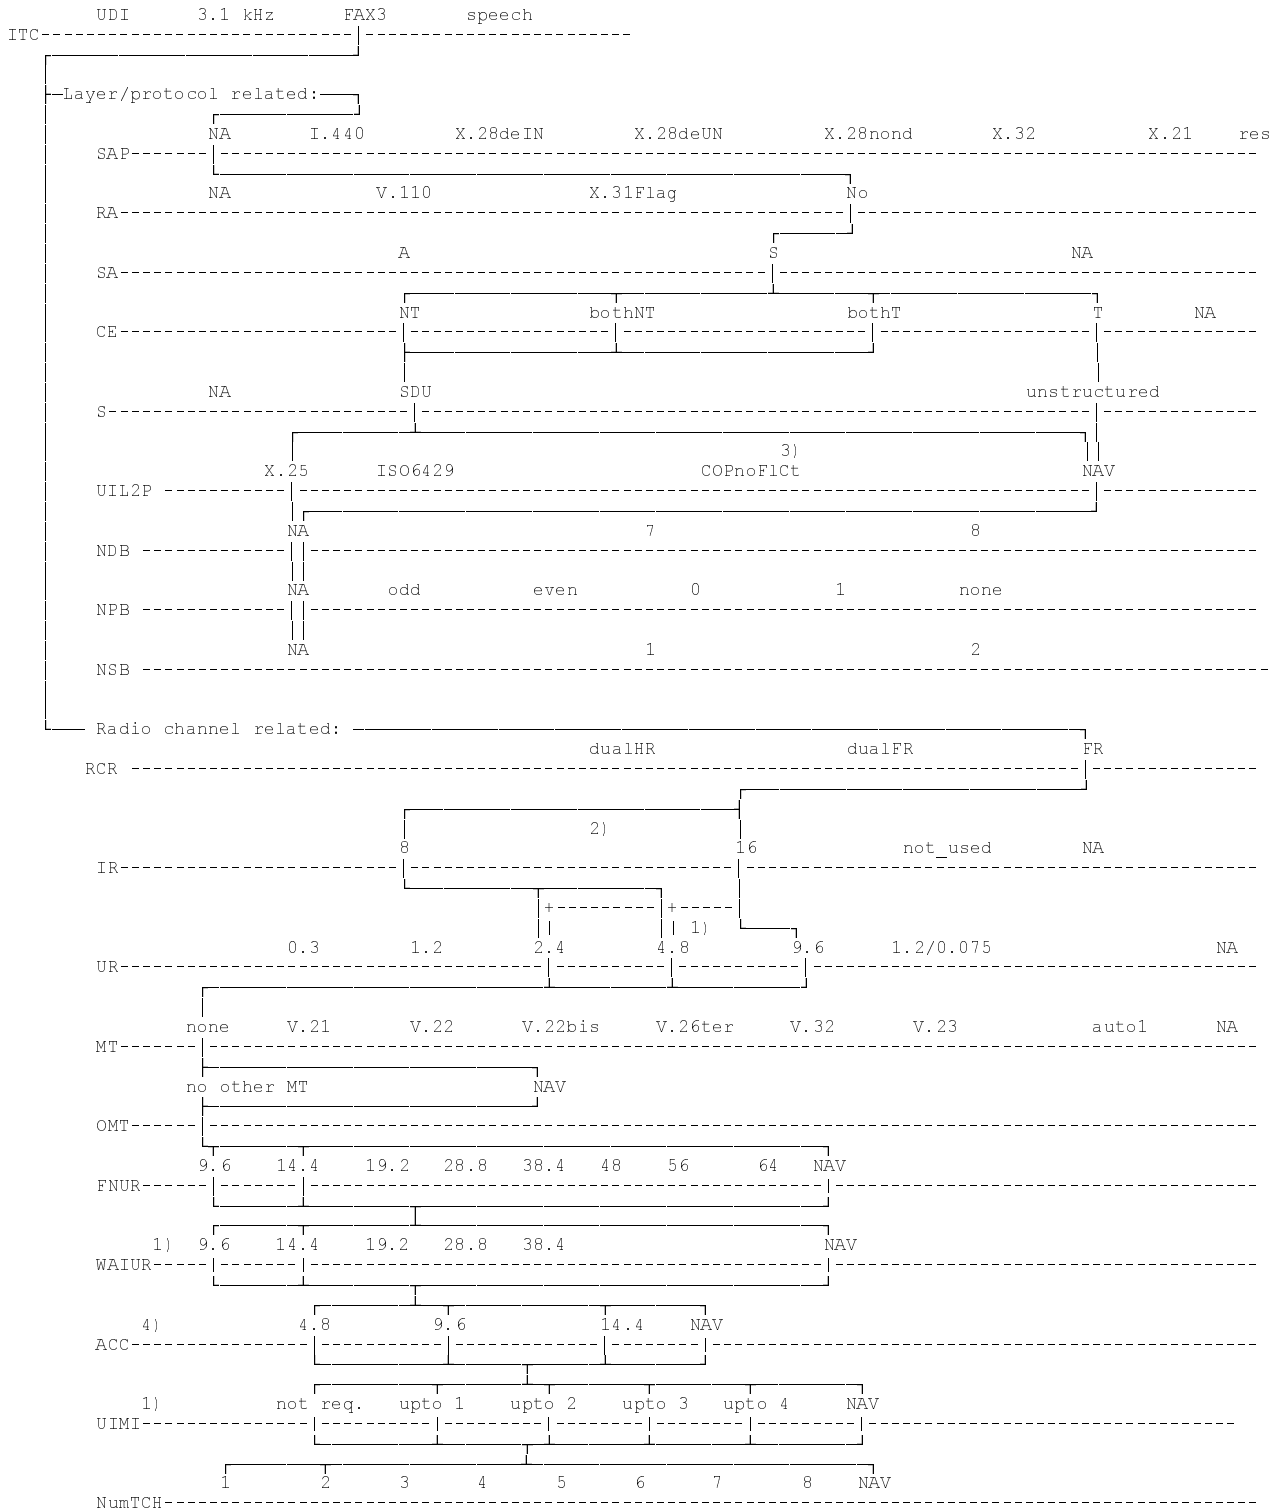 UDI 3.1 kHz FAX3 speech
ITC
Layer/protocol related:
NA I.440 X.28deIN X.28deUN X.28nond X.32 X.21 res
SAP
NA V.110 X.31Flag No
RA
A S NA
SA
NT bothNT bothT T NA
CE
NA SDU unstructured
S
3)
X.25 ISO6429 COPnoFlCt NAV
UIL2P
NA 7 8
NDB
NA odd even 0 1 none
NPB
NA 1 2
NSB
Radio channel related:
dualHR dualFR FR
RCR
2)
8 16 not_used NA
IR
+ +
1)
0.3 1.2 2.4 4.8 9.6 1.2/0.075 NA
UR
none V.21 V.22 V.22bis V.26ter V.32 V.23 auto1 NA
MT
no other MT NAV
OMT
9.6 14.4 19.2 28.8 38.4 48 56 64 NAV
FNUR
1) 9.6 14.4 19.2 28.8 38.4 NAV
WAIUR
4) 4.8 9.6 14.4 NAV
ACC
1) not req. upto 1 upto 2 upto 3 upto 4 NAV
UIMI
1 2 3 4 5 6 7 8 NAV
NumTCH